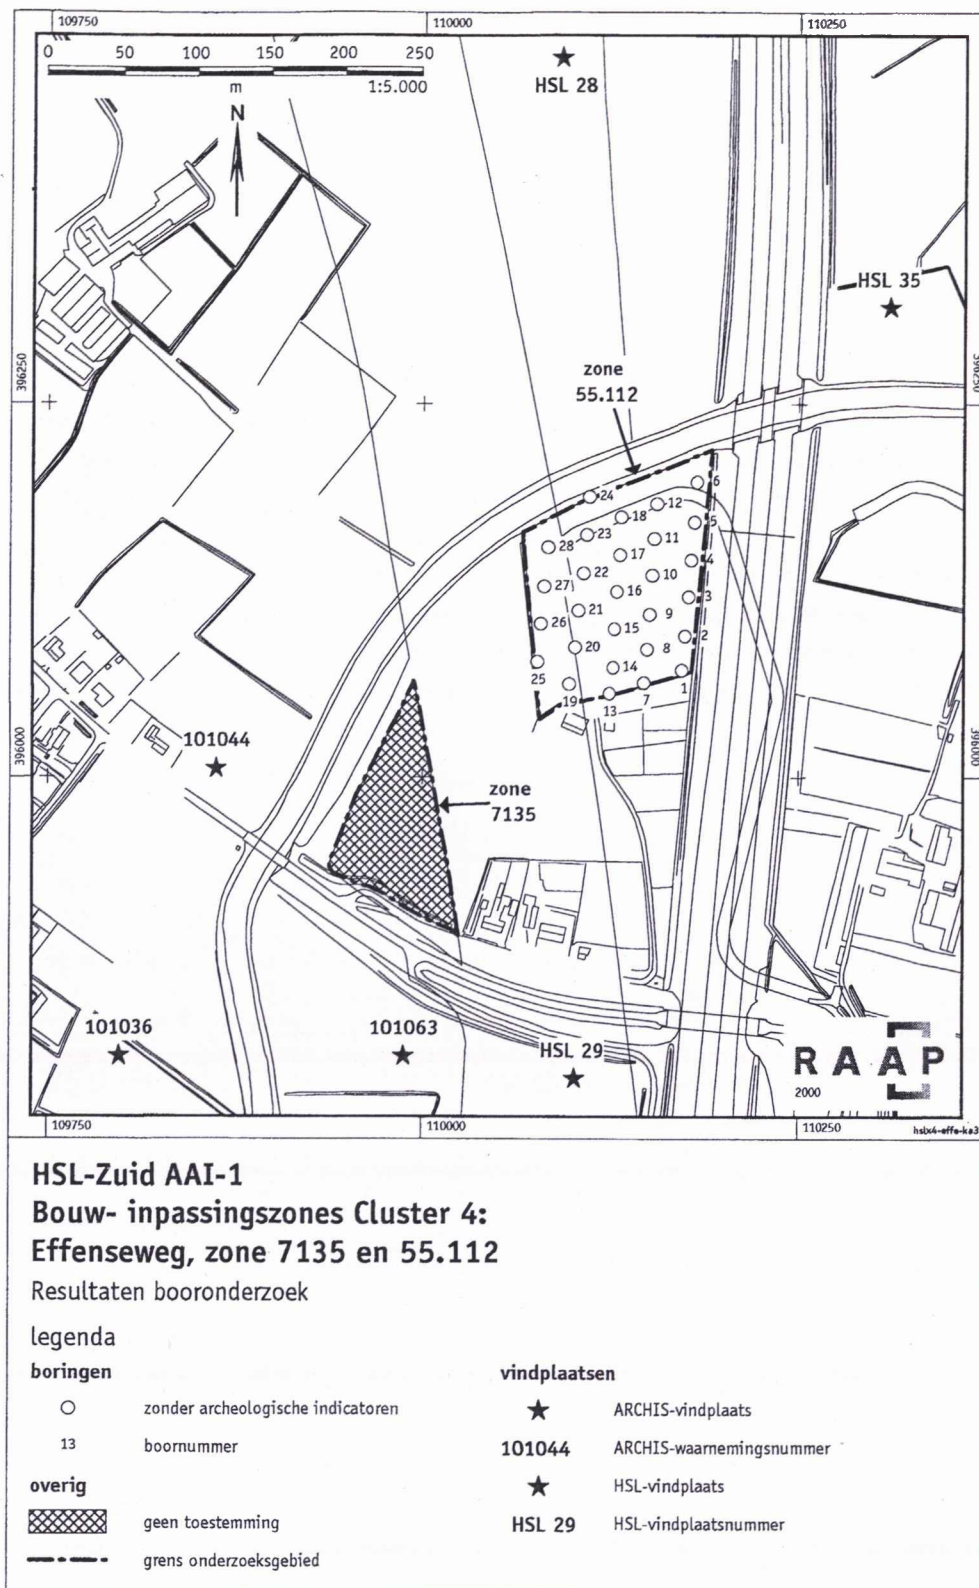 109750 110000 110250
0 50 100 150 200 250
m 1:5.000
N
HSL 28
HSL 35
396250
396250
zone
55.112
24
6
12
18
5
23
11
28
17
4
22
10
27
16
3
21
9
26
15
2
20
8
25
14
1
19
13
7
101044
396000
396000
zone
7135
101036
101063
HSL 29
RAAP
2000
109750 110000 110250
hslx4-effe-ka3
HSL-Zuid AAI-1
Bouw- inpassingszones Cluster 4:
Effenseweg, zone 7135 en 55.112
Resultaten booronderzoek
legenda
boringen
zonder archeologische indicatoren
13 boornummer
overig
geen toestemming
grens onderzoeksgebied
vindplaatsen
ARCHIS-vindplaats
101044 ARCHIS-waarnemingsnummer
HSL-vindplaats
HSL 29 HSL-vindplaatsnummer